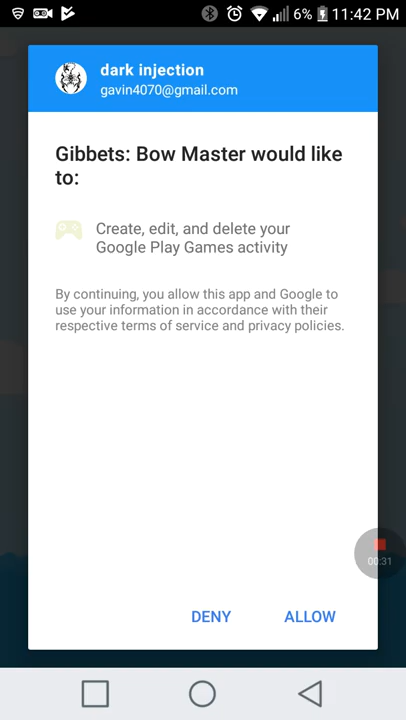 6% 11:42 PM
dark injection
gavin4070@gmail.com
Gibbets: Bow Master would like
to:
Create, edit, and delete your
Google Play Games activity
By continuing, you allow this app and Google to
use your information in accordance with their
respective terms of service and privacy policies.
00:31
DENY ALLOW